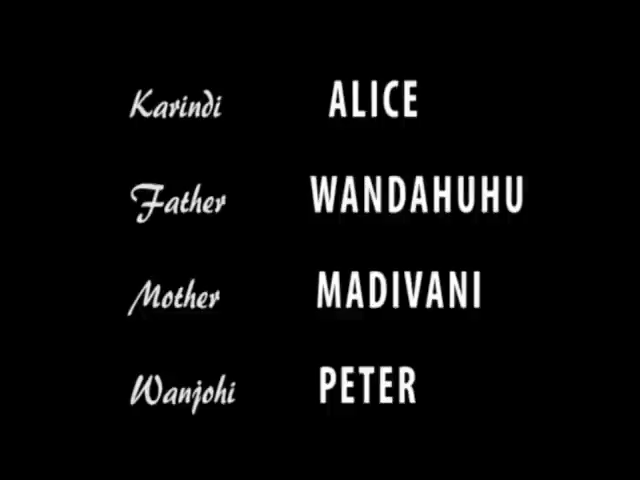 Karindi ALICE
Father WANDAHUHU
Mother MADIVANI
Wanjohi PETER